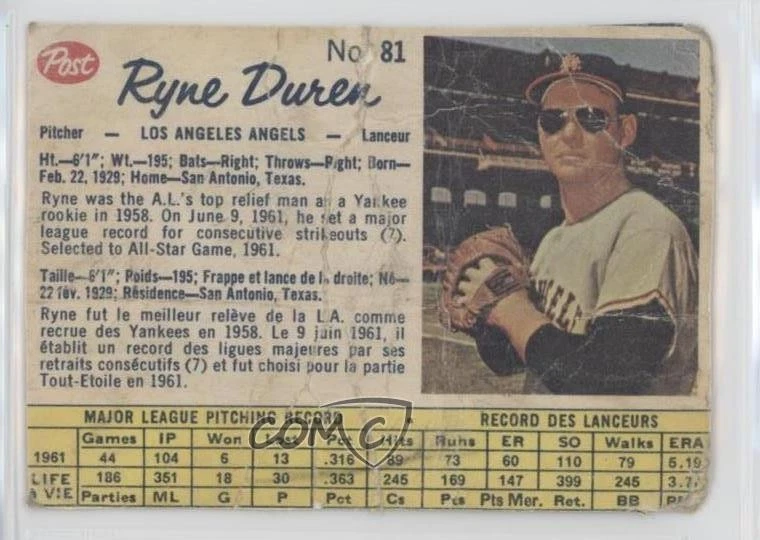 Post
No 81
Ryne Duren
Pitcher — LOS ANGELES ANGELS — Lanceur
Ht.—6'1"; Wt.—195; Bats—Right; Throws—Right; Born—
Feb. 22, 1929; Home—San Antonio, Texas.
Ryne was the A.L.'s top relief man as a Yankee
rookie in 1958. On June 9, 1961, he set a major
league record for consecutive strikeouts (7).
Selected to All-Star Game, 1961.
Taille—6'1"; Poids—195; Frappe et lance de la droite; Né—
22 fév. 1929; Résidence—San Antonio, Texas.
Ryne fut le meilleur relève de la L.A. comme
recrue des Yankees en 1958. Le 9 juin 1961, il
établit un record des ligues majeures par ses
retraits consécutifs (7) et fut choisi pour la partie
Tout-Etoile en 1961.
MAJOR LEAGUE PITCHING RECORD • RECORD DES LANCEURS
Games IP Won Lost Pct Hits Runs ER SO Walks ERA
1961 44 104 6 13 .316 89 73 60 110 79 5.19
LIFE 186 351 18 30 .363 245 169 147 399 245 3.7
à VIE Parties ML G P Pct Cs Pts Pts Mer. Ret. BB
COMC